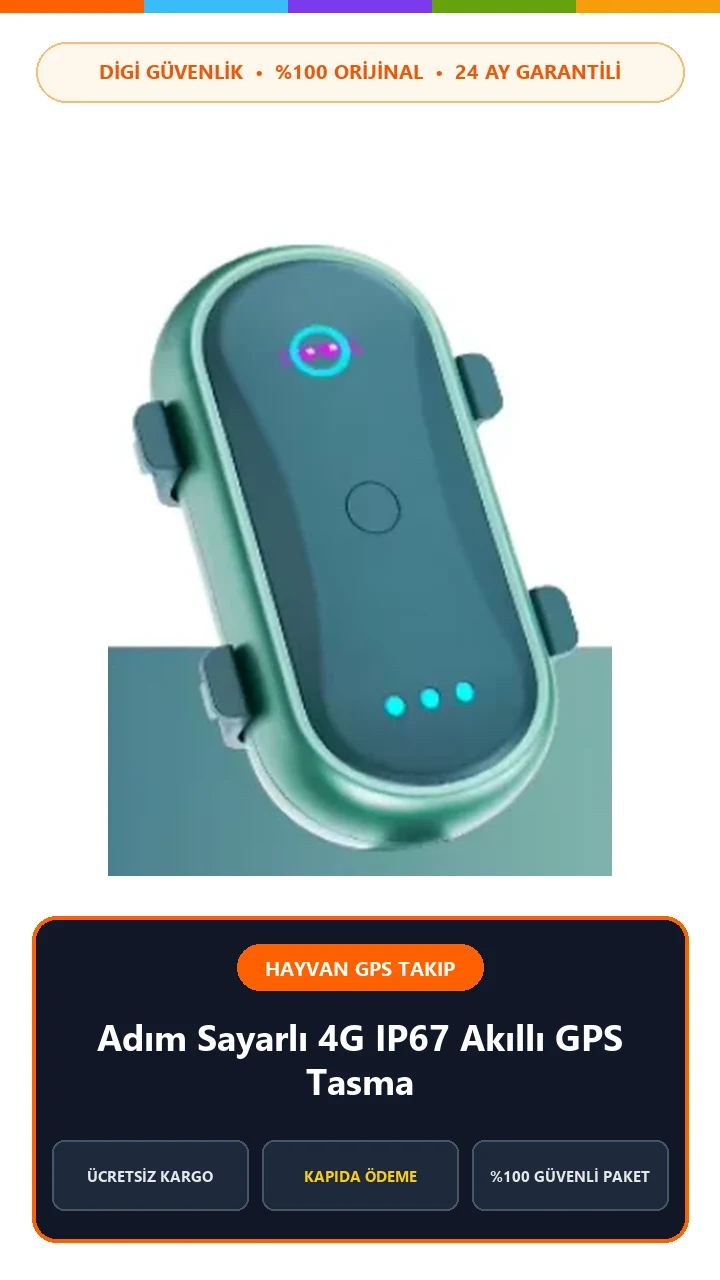 DİGİ GÜVENLİK • %100 ORİJİNAL • 24 AY GARANTİLİ
HAYVAN GPS TAKIP
Adım Sayarlı 4G IP67 Akıllı GPS
Tasma
ÜCRETSİZ KARGO
KAPIDA ÖDEME
%100 GÜVENLİ PAKET